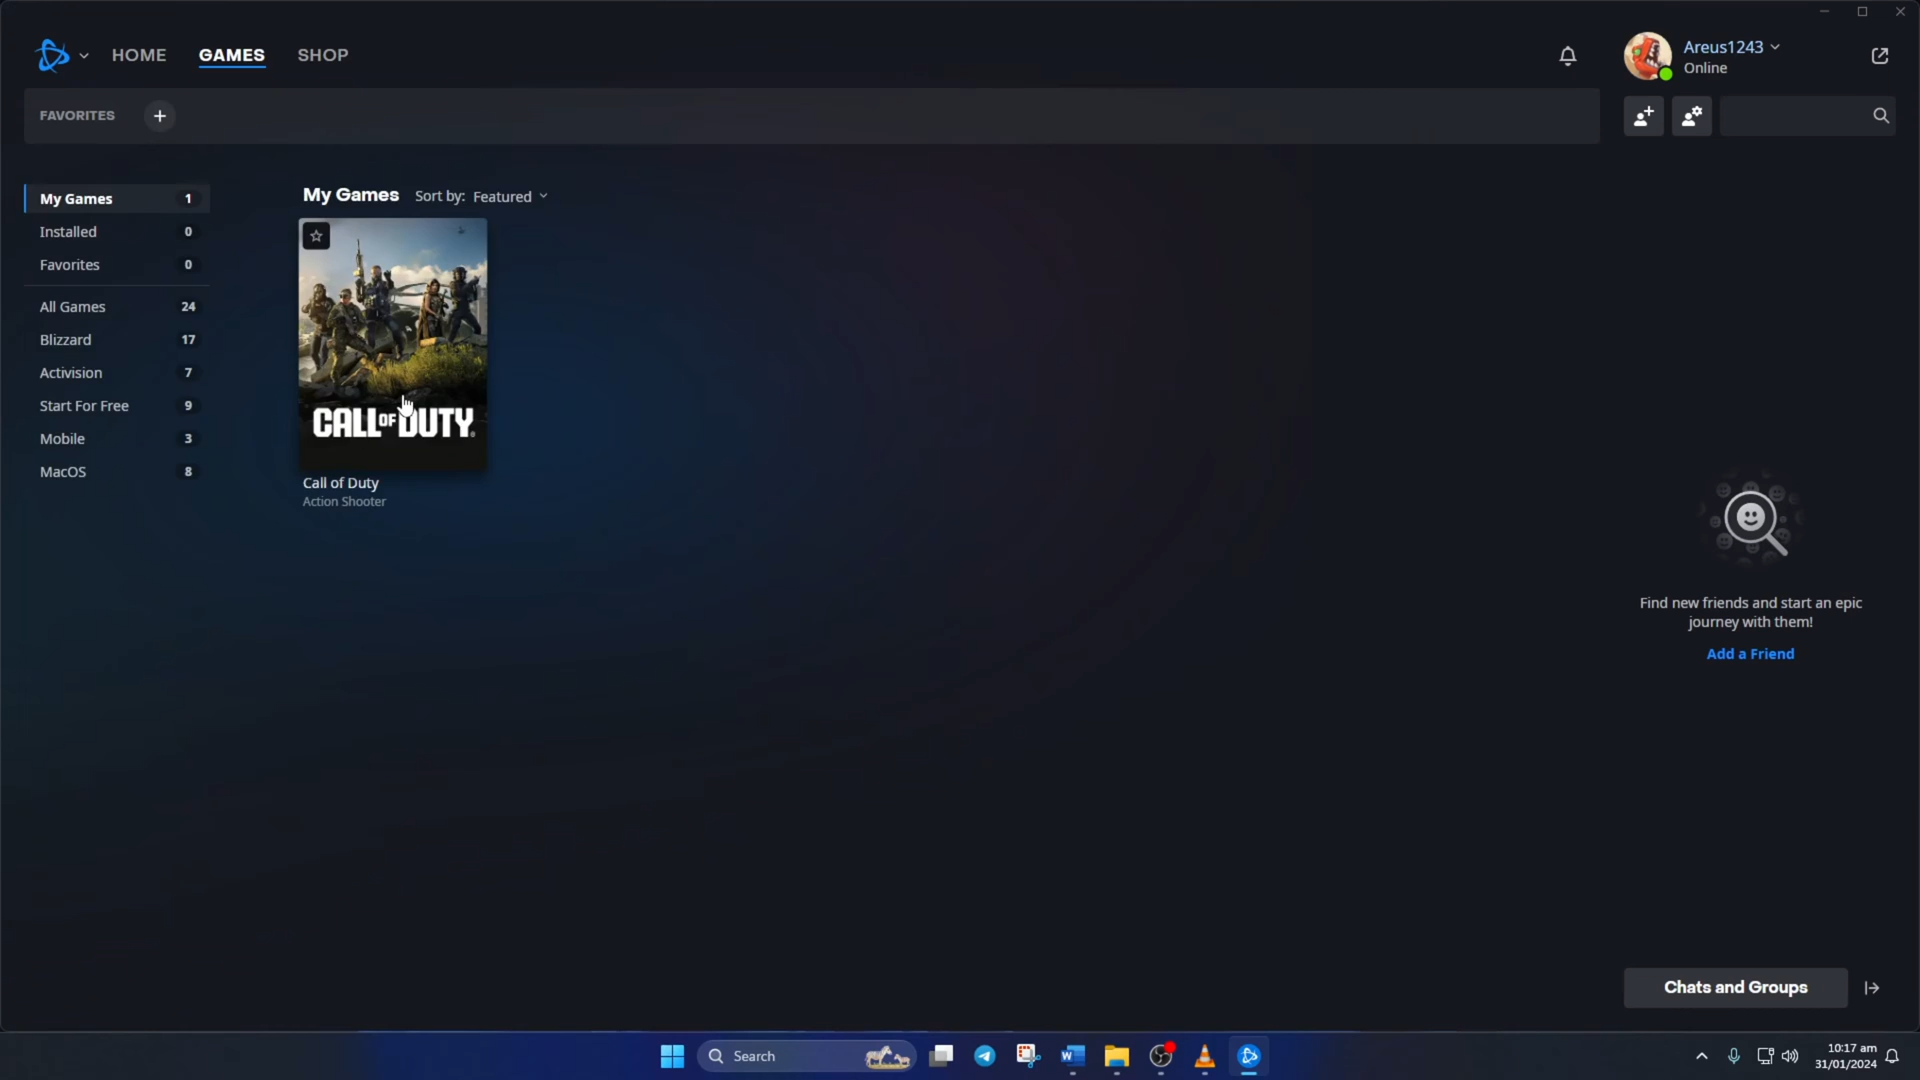 HOME
GAMES
SHOP
Areus1243
Online
FAVORITES
My Games 1
Installed 0
Favorites 0
All Games 24
Blizzard 17
Activision 7
Start For Free 9
Mobile 3
MacOS 8
My Games Sort by: Featured
CALL OF DUTY
Call of Duty
Action Shooter
Find new friends and start an epic
journey with them!
Add a Friend
Chats and Groups
Search
10:17 am
31/01/2024